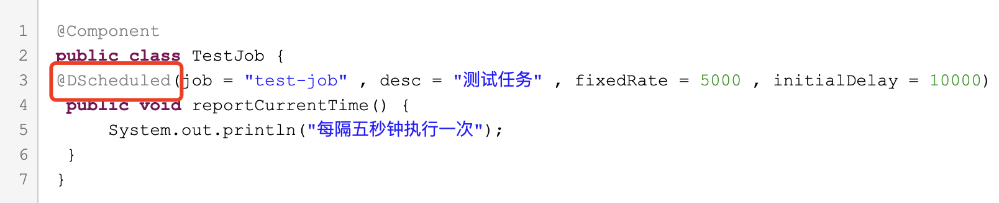 1 @Component
2 public class TestJob {
3 @DScheduled(job = "test-job" , desc = "测试任务" , fixedRate = 5000 , initialDelay = 10000)
4 public void reportCurrentTime() {
5 System.out.println("每隔五秒钟执行一次");
6 }
7 }